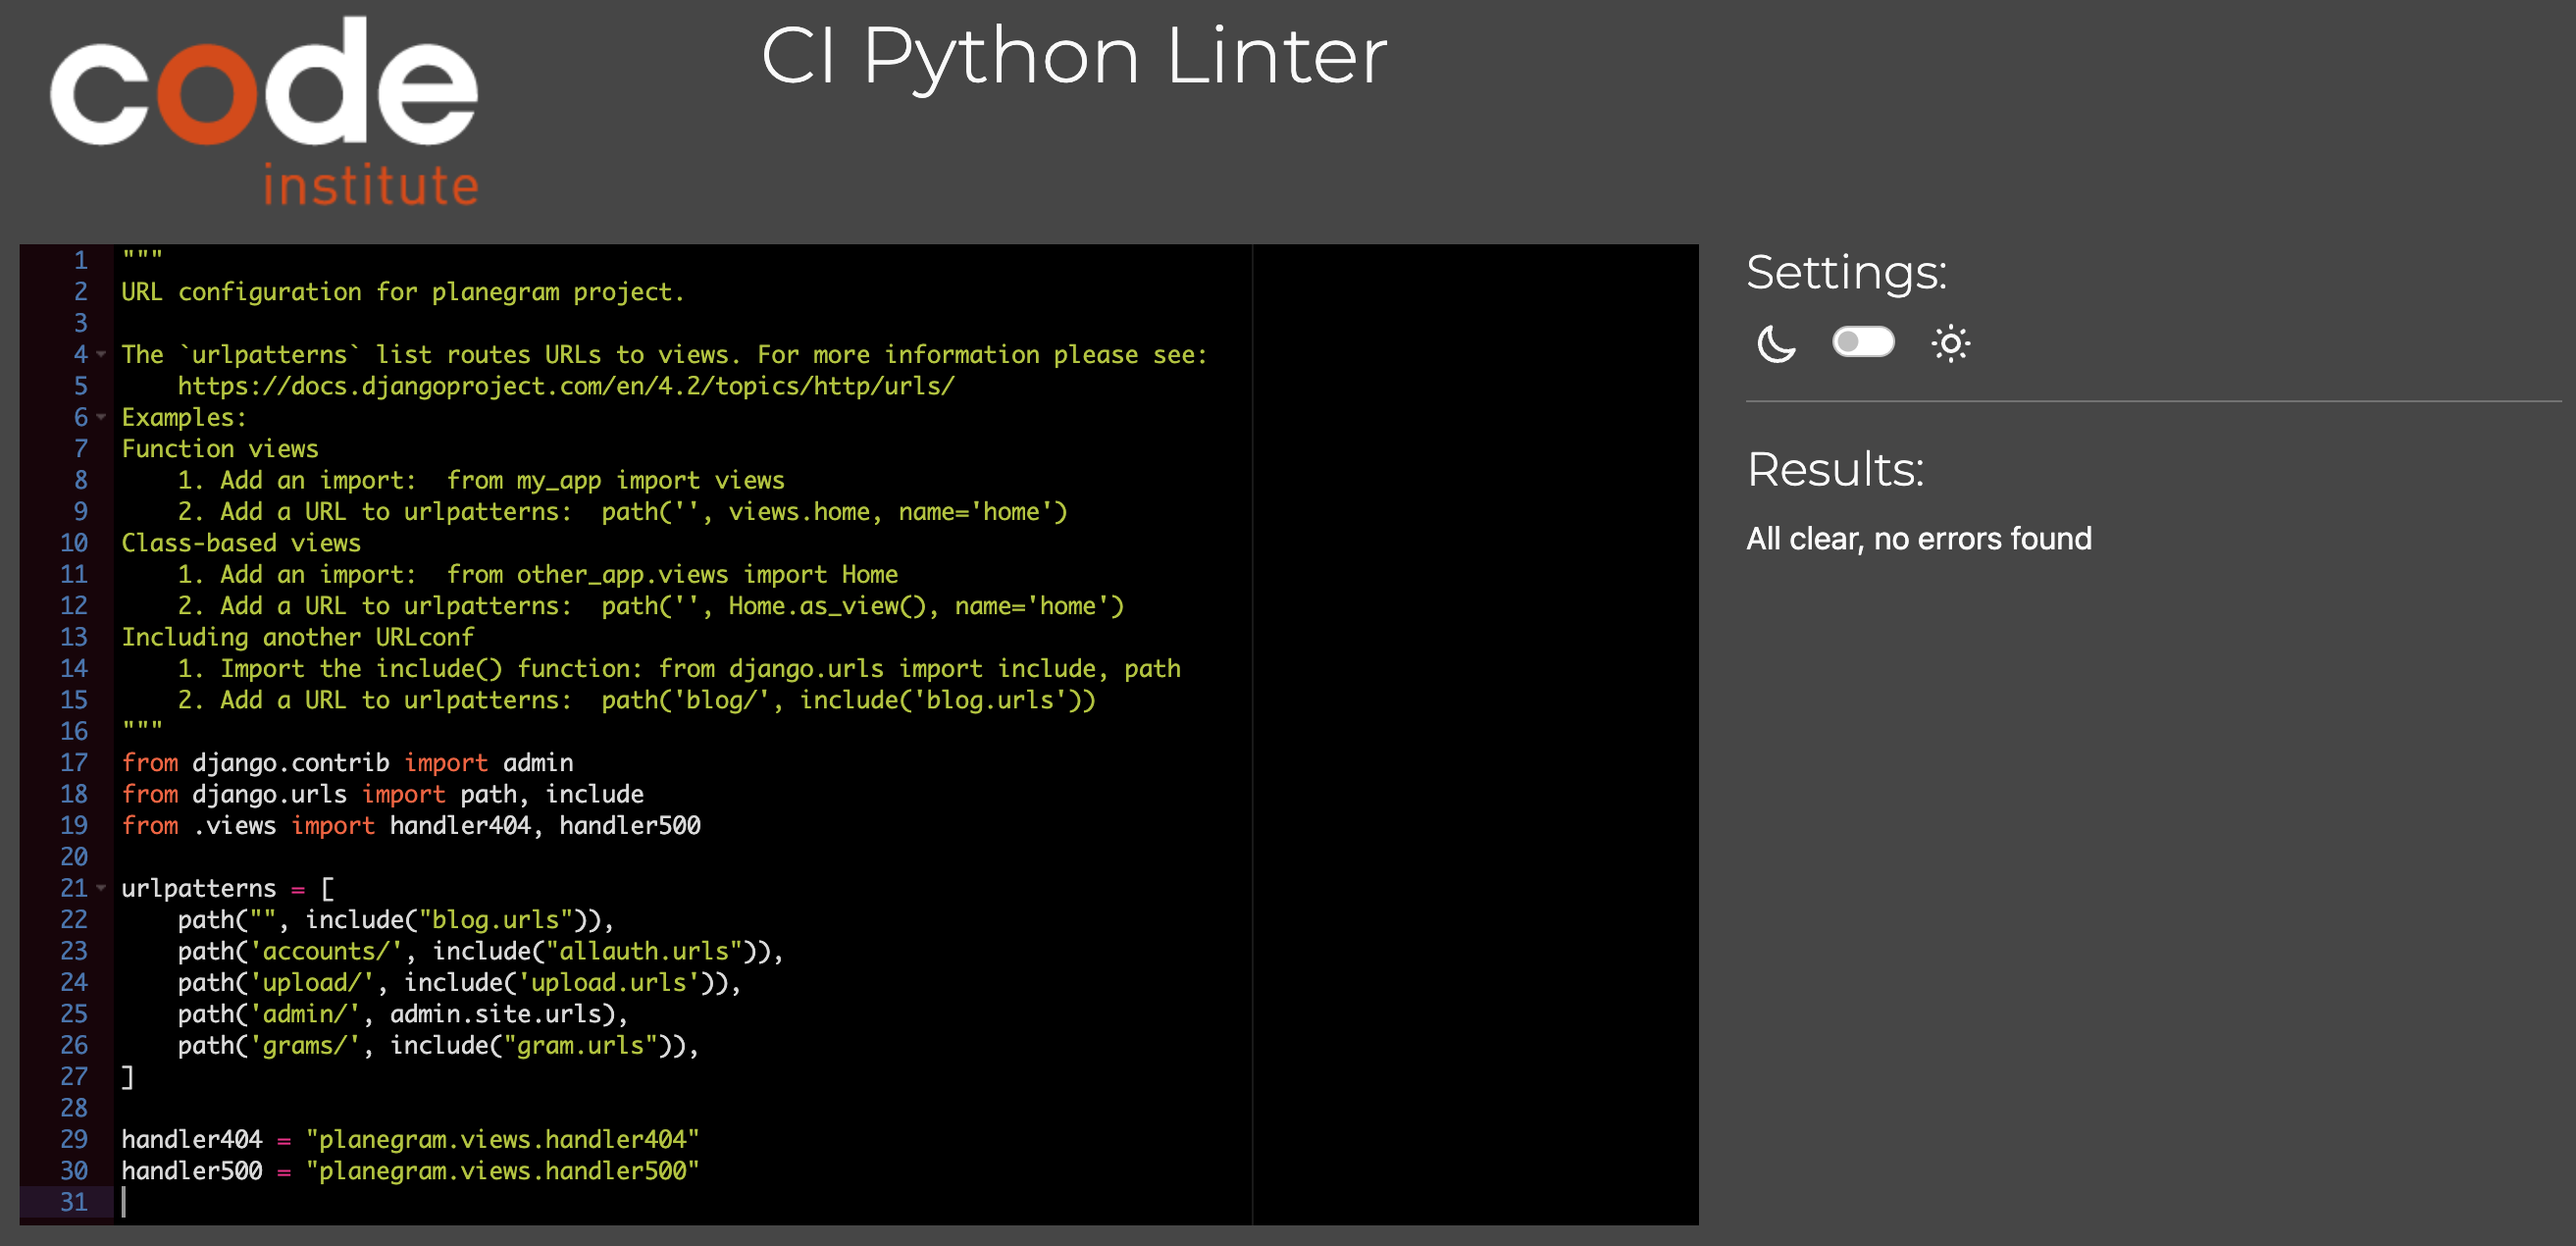 code
institute
CI Python Linter
1 """
2 URL configuration for planegram project.
3
4 The `urlpatterns` list routes URLs to views. For more information please see:
5     https://docs.djangoproject.com/en/4.2/topics/http/urls/
6 Examples:
7 Function views
8     1. Add an import:  from my_app import views
9     2. Add a URL to urlpatterns:  path('', views.home, name='home')
10 Class-based views
11     1. Add an import:  from other_app.views import Home
12     2. Add a URL to urlpatterns:  path('', Home.as_view(), name='home')
13 Including another URLconf
14     1. Import the include() function: from django.urls import include, path
15     2. Add a URL to urlpatterns:  path('blog/', include('blog.urls'))
16 """
17 from django.contrib import admin
18 from django.urls import path, include
19 from .views import handler404, handler500
20
21 urlpatterns = [
22     path("", include("blog.urls")),
23     path('accounts/', include("allauth.urls")),
24     path('upload/', include('upload.urls')),
25     path('admin/', admin.site.urls),
26     path('grams/', include("gram.urls")),
27 ]
28
29 handler404 = "planegram.views.handler404"
30 handler500 = "planegram.views.handler500"
31
Settings:
Results:
All clear, no errors found